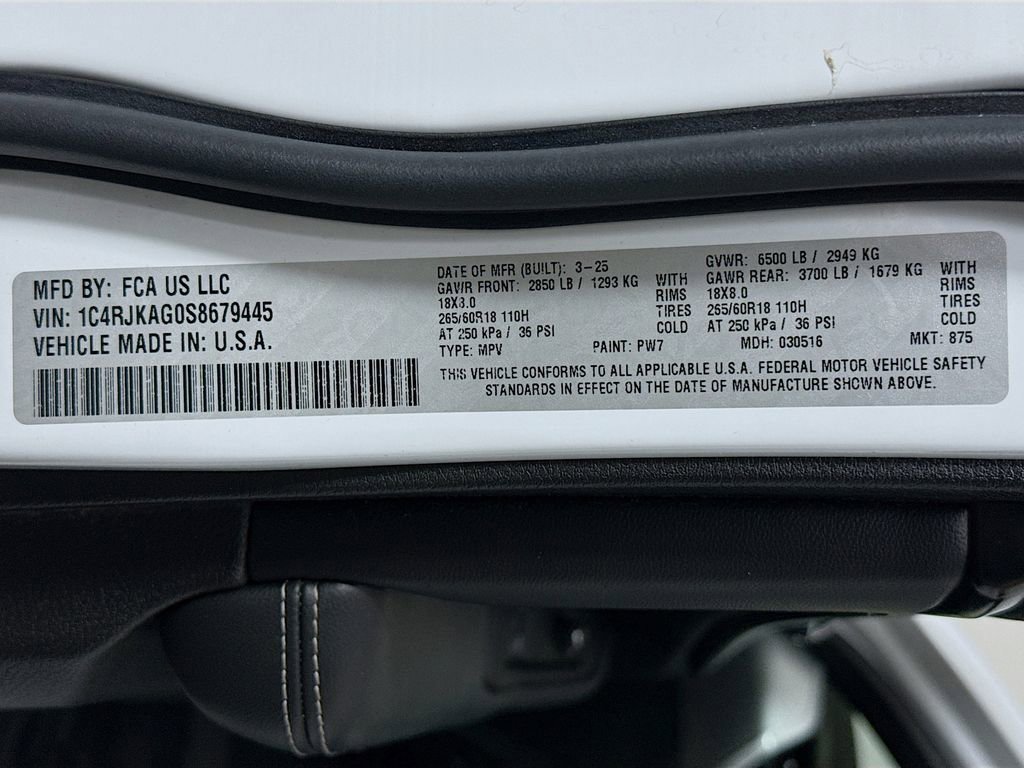 MFD BY: FCA US LLC
VIN: 1C4RJKAG0S8679445
VEHICLE MADE IN: U.S.A.
DATE OF MFR (BUILT): 3-25
GAWR FRONT: 2850 LB / 1293 KG WITH
18X8.0 RIMS
265/60R18 110H TIRES
AT 250 kPa / 36 PSI COLD
GVWR: 6500 LB / 2949 KG
GAWR REAR: 3700 LB / 1679 KG WITH
18X8.0 RIMS
265/60R18 110H TIRES
AT 250 kPa / 36 PSI COLD
TYPE: MPV PAINT: PW7 MDH: 030516 MKT: 875
THIS VEHICLE CONFORMS TO ALL APPLICABLE U.S.A. FEDERAL MOTOR VEHICLE SAFETY
STANDARDS IN EFFECT ON THE DATE OF MANUFACTURE SHOWN ABOVE.